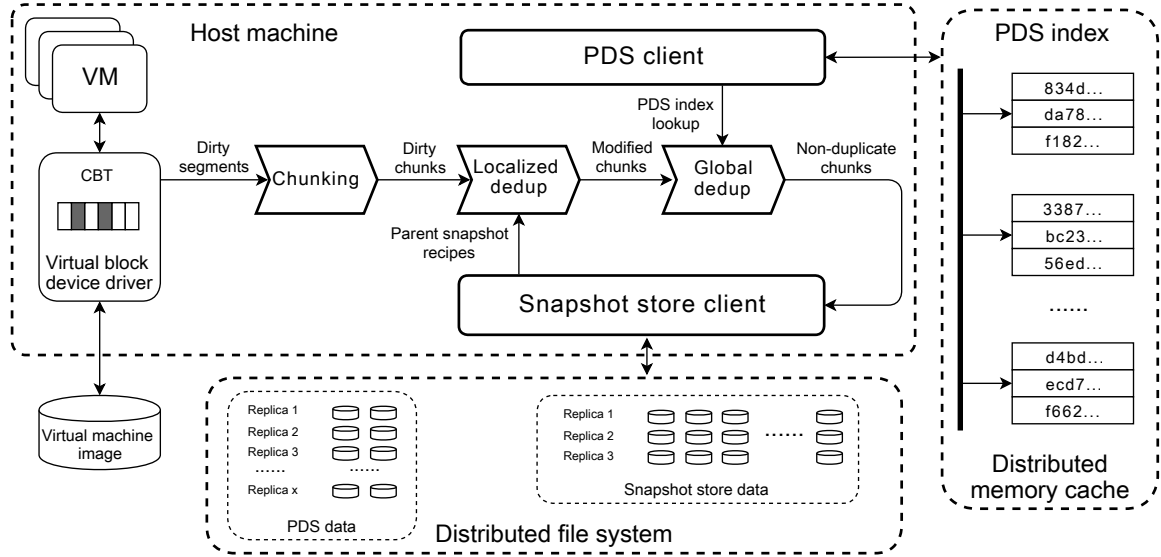 Host machine
VM
CBT
Virtual block
device driver
Virtual machine
image
Dirty
segments
Chunking
Dirty
chunks
Localized
dedup
Modified
chunks
Global
dedup
Non-duplicate
chunks
PDS client
PDS index
lookup
Parent snapshot
recipes
Snapshot store client
Replica 1
Replica 2
Replica 3
......
......
Replica x
PDS data
Replica 1
Replica 2
Replica 3
......
Snapshot store data
Distributed file system
PDS index
834d...
da78...
f182...
3387...
bc23...
56ed...
......
d4bd...
ecd7...
f662...
Distributed
memory cache